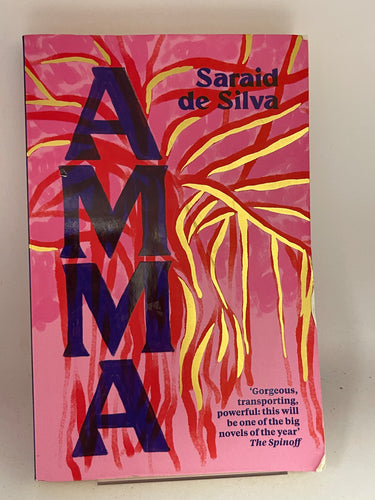 AMMA
Saraid
de Silva
'Gorgeous,
transporting,
powerful: this will
be one of the big
novels of the year'
The Spinoff